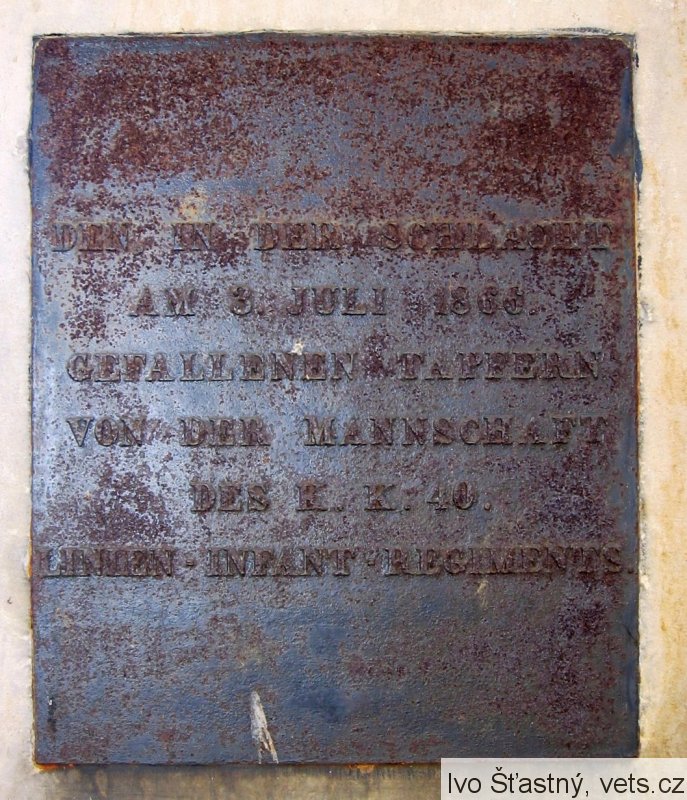 DEN IN DER SCHLACHT
AM 3. JULI 1866.
GEFALLENEN TAPFERN
VON DER MANNSCHAFT
DES K. K. 40.
LINIEN-INFANT-REGIMENTS.
Ivo Šťastný, vets.cz